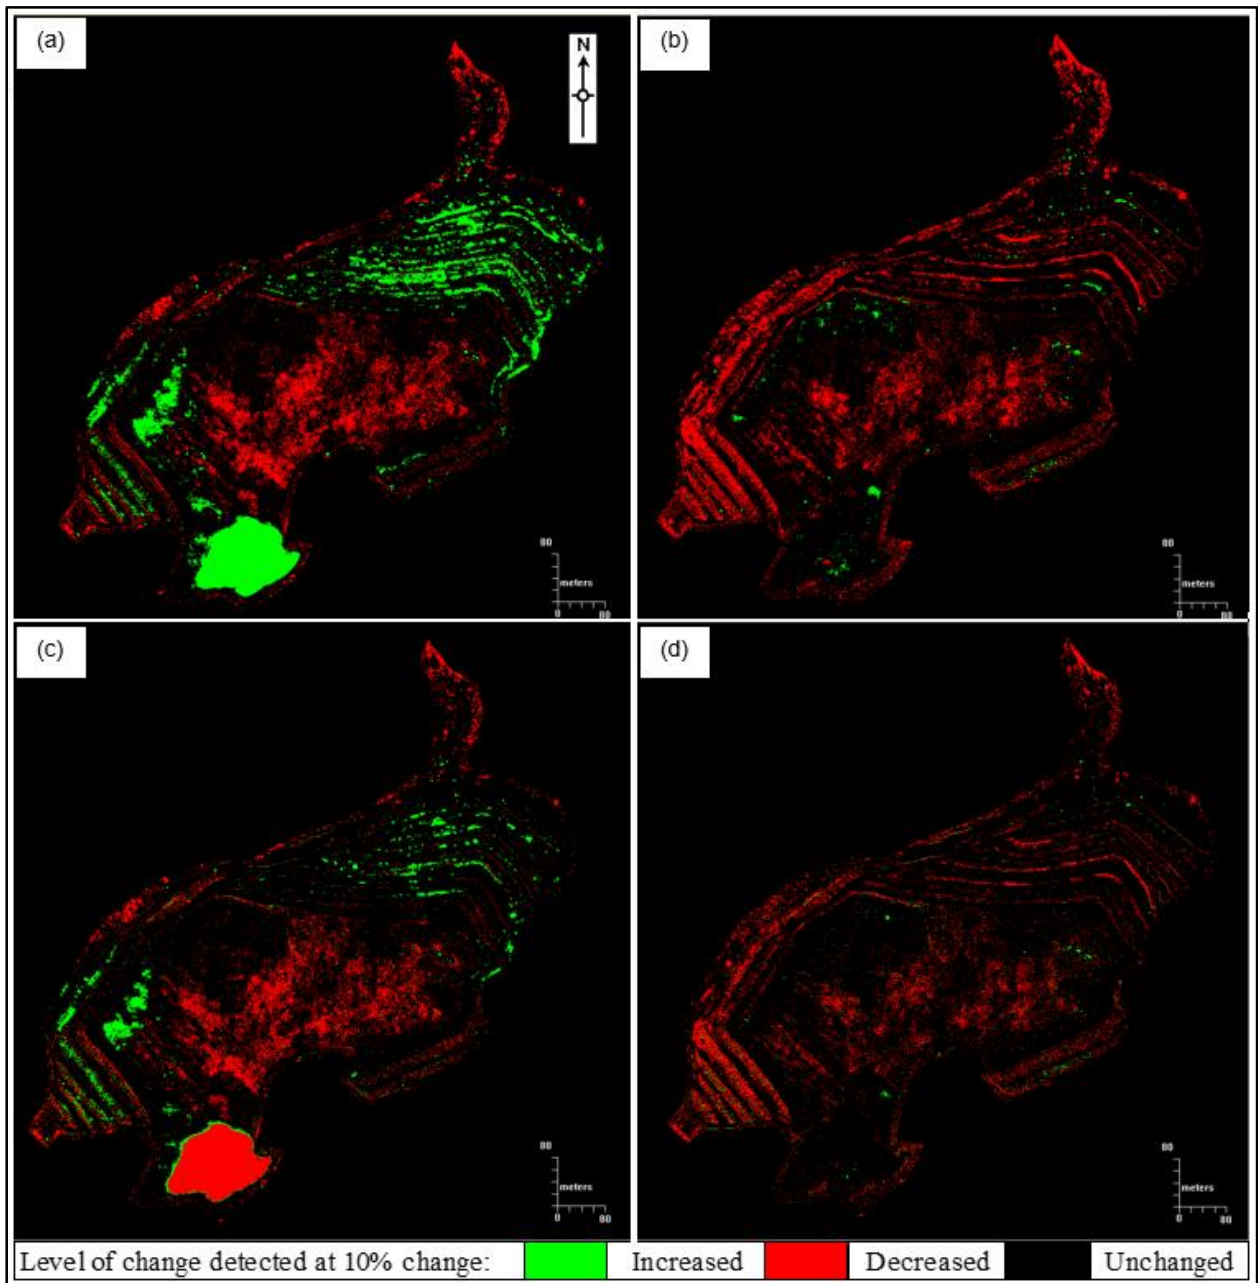 (a)
N
(b)
80
meters
0 80
80
meters
0 80
(c)
(d)
80
meters
0 80
80
meters
0 80
Level of change detected at 10% change: Increased Decreased Unchanged